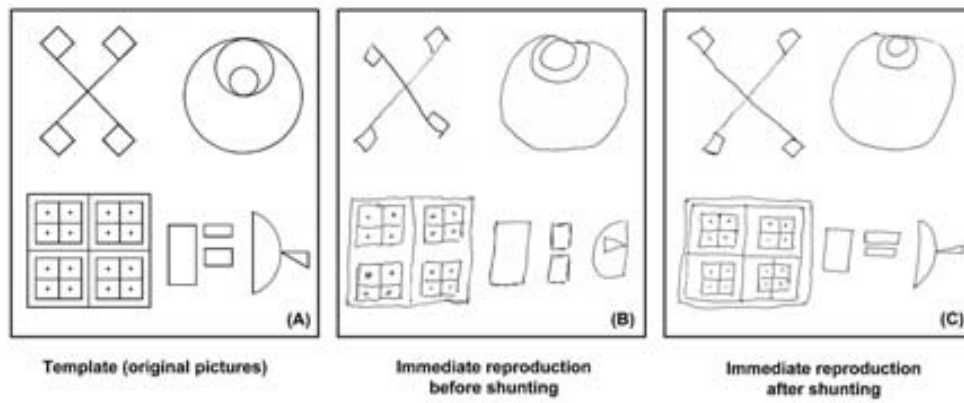 (A)
(B)
(C)
Template (original pictures)
Immediate reproduction
before shunting
Immediate reproduction
after shunting